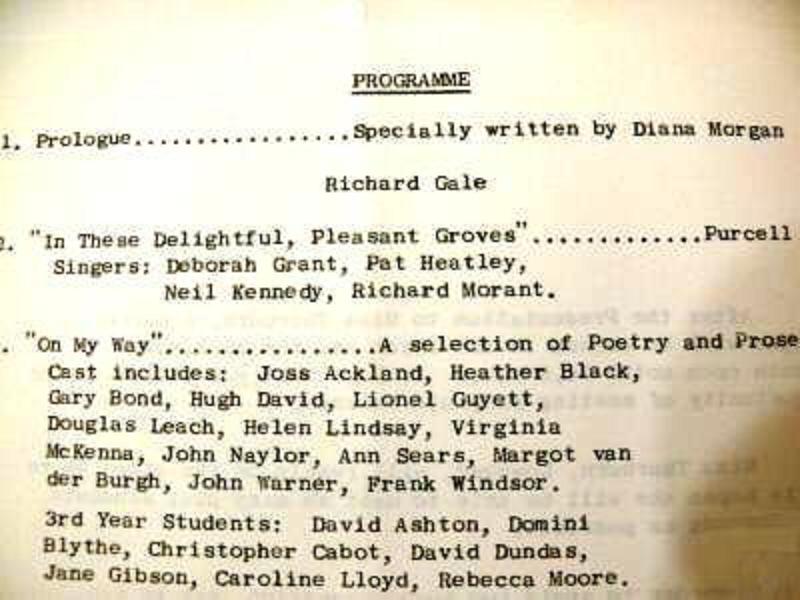 PROGRAMME
1. Prologue.................Specially written by Diana Morgan
Richard Gale
. "In These Delightful, Pleasant Groves".............Purcell
Singers: Deborah Grant, Pat Heatley,
Neil Kennedy, Richard Morant.
. "On My Way"................A selection of Poetry and Prose
Cast includes: Joss Ackland, Heather Black,
Gary Bond, Hugh David, Lionel Guyett,
Douglas Leach, Helen Lindsay, Virginia
McKenna, John Naylor, Ann Sears, Margot van
der Burgh, John Warner, Frank Windsor.
3rd Year Students: David Ashton, Domini
Blythe, Christopher Cabot, David Dundas,
Jane Gibson, Caroline Lloyd, Rebecca Moore.